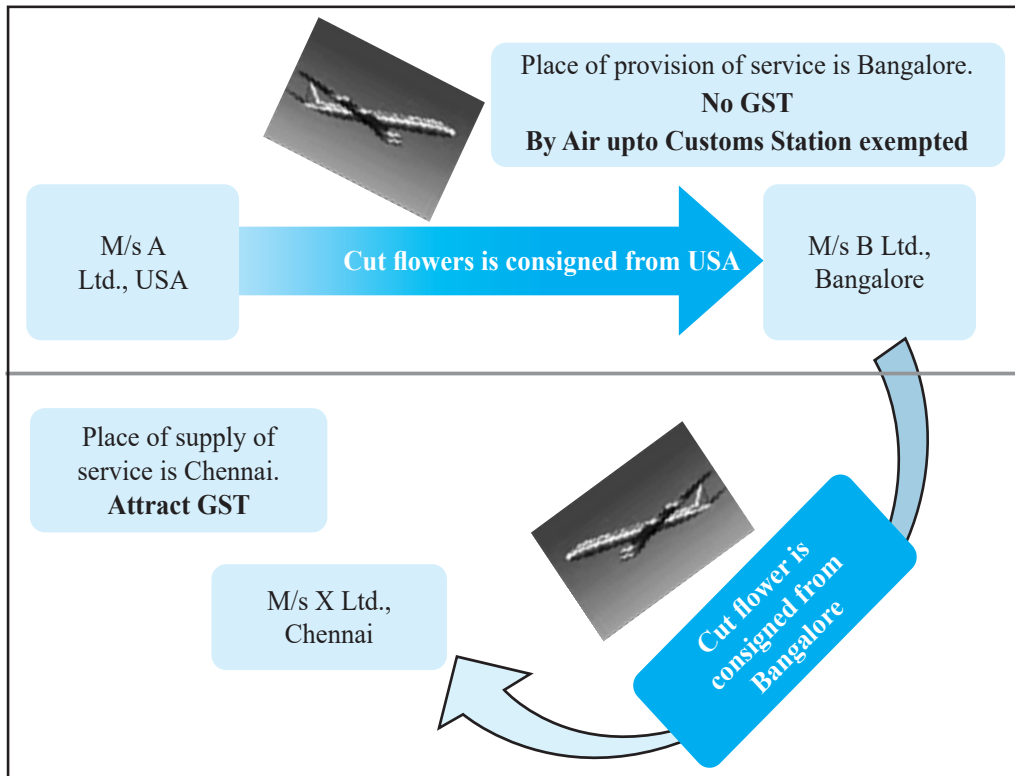 Place of provision of service is Bangalore.
No GST
By Air upto Customs Station exempted
M/s A
Ltd., USA
Cut flowers is consigned from USA
M/s B Ltd.,
Bangalore
Place of supply of
service is Chennai.
Attract GST
Cut flower is
consigned from
Bangalore
M/s X Ltd.,
Chennai